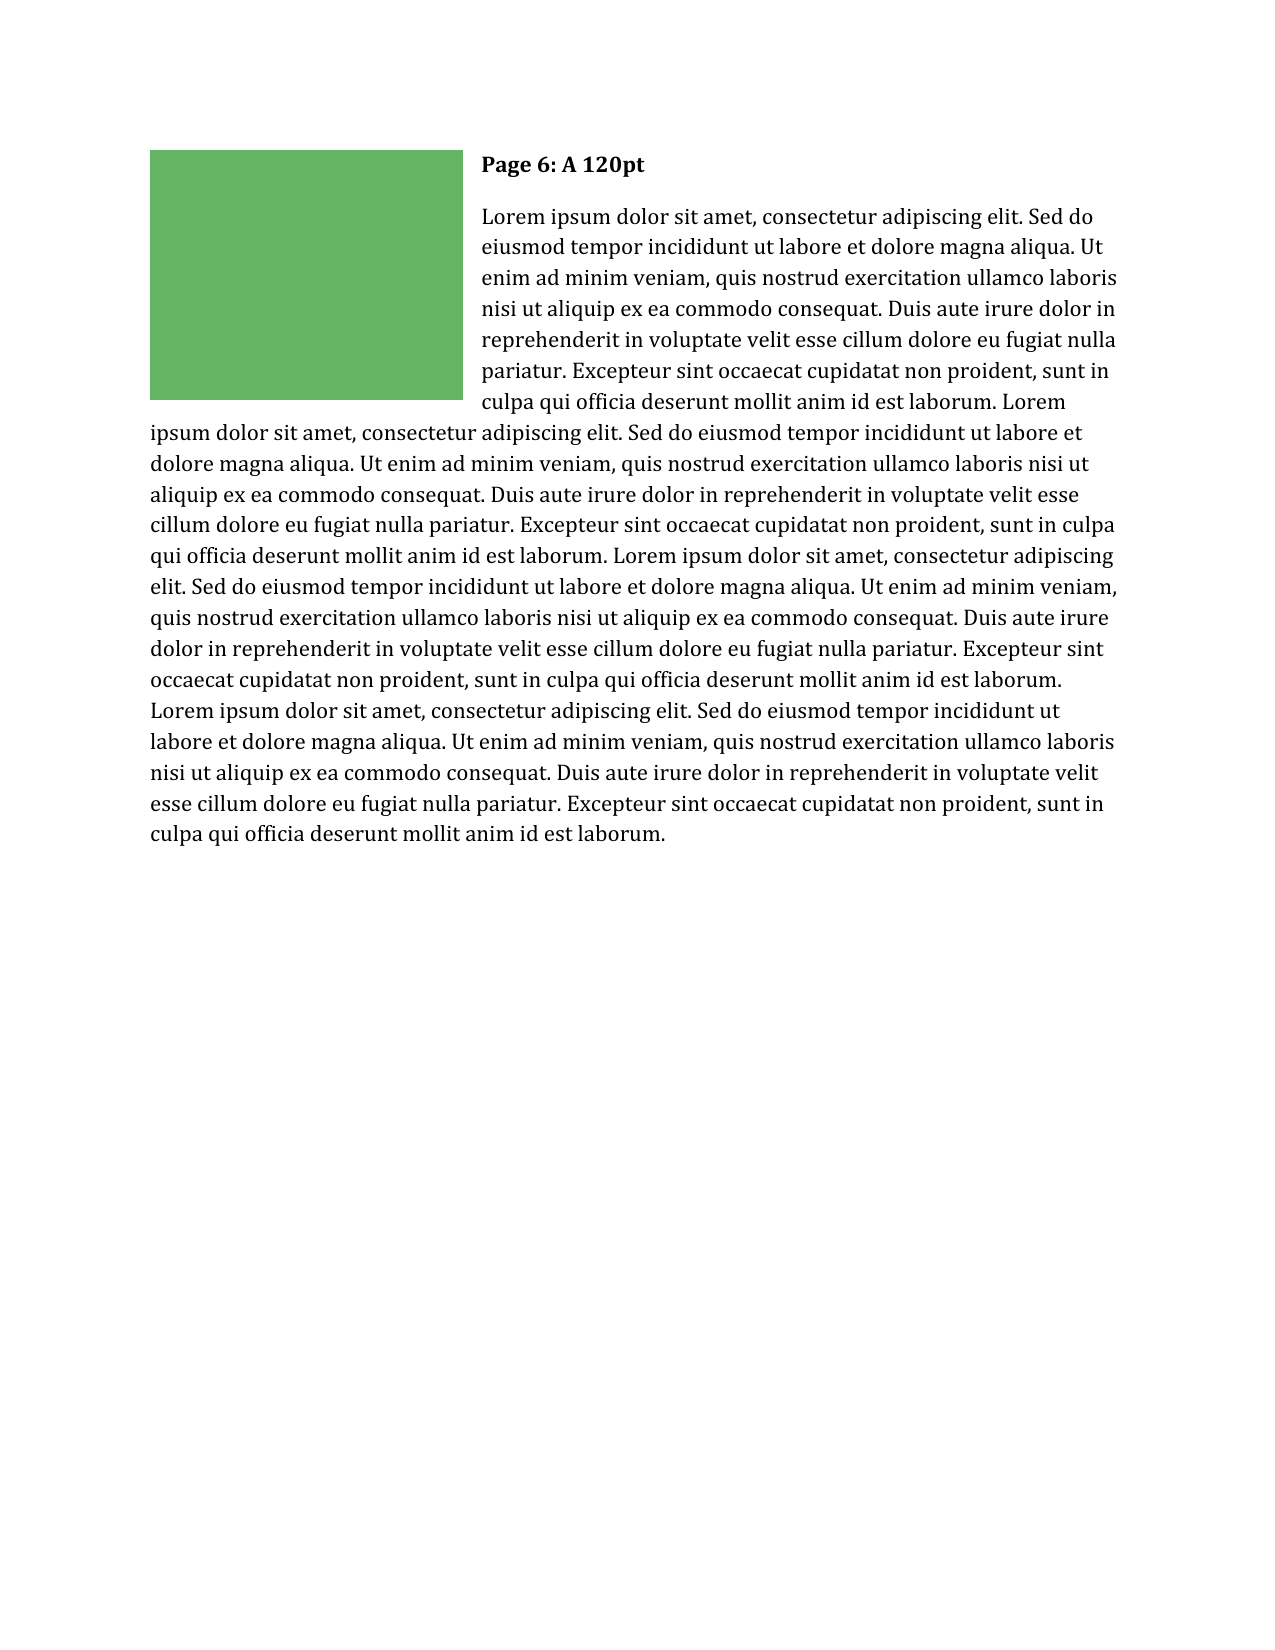 Page 6: A 120pt
Lorem ipsum dolor sit amet, consectetur adipiscing elit. Sed do
eiusmod tempor incididunt ut labore et dolore magna aliqua. Ut
enim ad minim veniam, quis nostrud exercitation ullamco laboris
nisi ut aliquip ex ea commodo consequat. Duis aute irure dolor in
reprehenderit in voluptate velit esse cillum dolore eu fugiat nulla
pariatur. Excepteur sint occaecat cupidatat non proident, sunt in
culpa qui officia deserunt mollit anim id est laborum. Lorem
ipsum dolor sit amet, consectetur adipiscing elit. Sed do eiusmod tempor incididunt ut labore et
dolore magna aliqua. Ut enim ad minim veniam, quis nostrud exercitation ullamco laboris nisi ut
aliquip ex ea commodo consequat. Duis aute irure dolor in reprehenderit in voluptate velit esse
cillum dolore eu fugiat nulla pariatur. Excepteur sint occaecat cupidatat non proident, sunt in culpa
qui officia deserunt mollit anim id est laborum. Lorem ipsum dolor sit amet, consectetur adipiscing
elit. Sed do eiusmod tempor incididunt ut labore et dolore magna aliqua. Ut enim ad minim veniam,
quis nostrud exercitation ullamco laboris nisi ut aliquip ex ea commodo consequat. Duis aute irure
dolor in reprehenderit in voluptate velit esse cillum dolore eu fugiat nulla pariatur. Excepteur sint
occaecat cupidatat non proident, sunt in culpa qui officia deserunt mollit anim id est laborum.
Lorem ipsum dolor sit amet, consectetur adipiscing elit. Sed do eiusmod tempor incididunt ut
labore et dolore magna aliqua. Ut enim ad minim veniam, quis nostrud exercitation ullamco laboris
nisi ut aliquip ex ea commodo consequat. Duis aute irure dolor in reprehenderit in voluptate velit
esse cillum dolore eu fugiat nulla pariatur. Excepteur sint occaecat cupidatat non proident, sunt in
culpa qui officia deserunt mollit anim id est laborum.